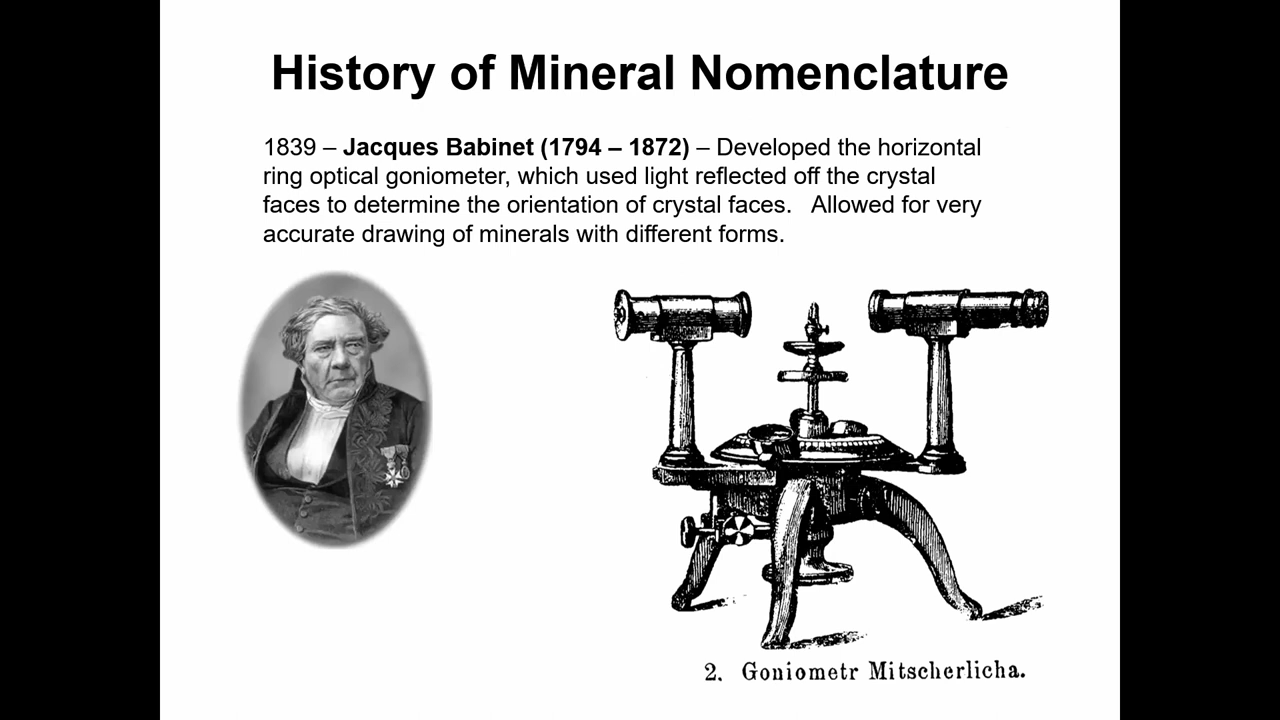 History of Mineral Nomenclature
1839 – Jacques Babinet (1794 – 1872) – Developed the horizontal
ring optical goniometer, which used light reflected off the crystal
faces to determine the orientation of crystal faces.   Allowed for very
accurate drawing of minerals with different forms.
2. Goniometr Mitscherlicha.